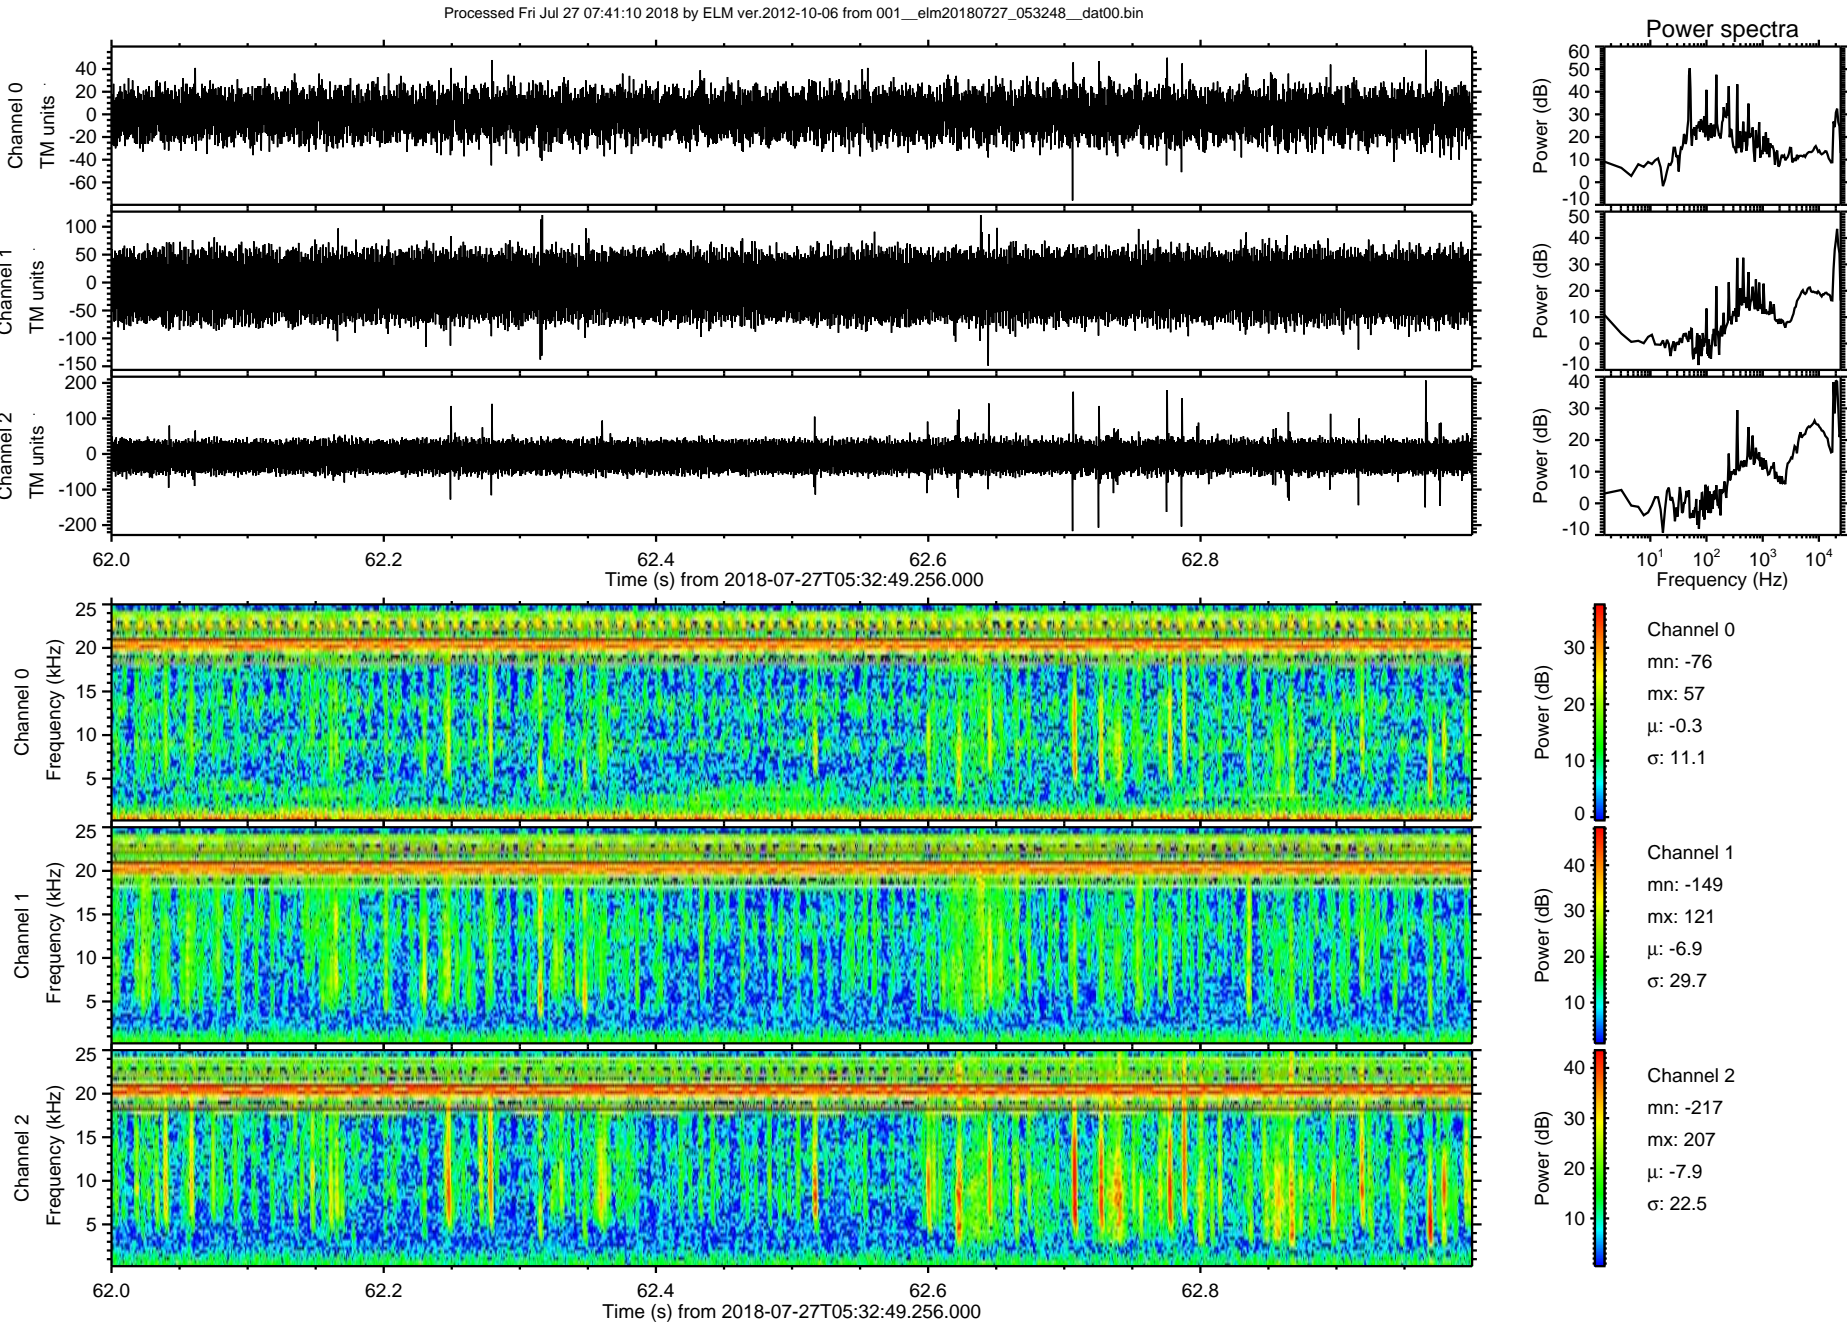 Processed Fri Jul 27 07:41:10 2018 by ELM ver.2012-10-06 from 001__elm20180727_053248__dat00.bin
Power spectra
Channel 0
TM units
40
20
0
-20
-40
-60
Power (dB)
60
50
40
30
20
10
0
-10
Channel 1
TM units
100
50
0
-50
-100
-150
Power (dB)
50
40
30
20
10
0
-10
Channel 2
TM units
200
100
0
-100
-200
Power (dB)
40
30
20
10
0
-10
62.0 62.2 62.4 62.6 62.8
Time (s) from 2018-07-27T05:32:49.256.000
10^1 10^2 10^3 10^4
Frequency (Hz)
Channel 0
Frequency (kHz)
25
20
15
10
5
Power (dB)
30
20
10
0
Channel 0
mn: -76
mx: 57
μ: -0.3
σ: 11.1
Channel 1
Frequency (kHz)
25
20
15
10
5
Power (dB)
40
30
20
10
Channel 1
mn: -149
mx: 121
μ: -6.9
σ: 29.7
Channel 2
Frequency (kHz)
25
20
15
10
5
Power (dB)
40
30
20
10
Channel 2
mn: -217
mx: 207
μ: -7.9
σ: 22.5
62.0 62.2 62.4 62.6 62.8
Time (s) from 2018-07-27T05:32:49.256.000